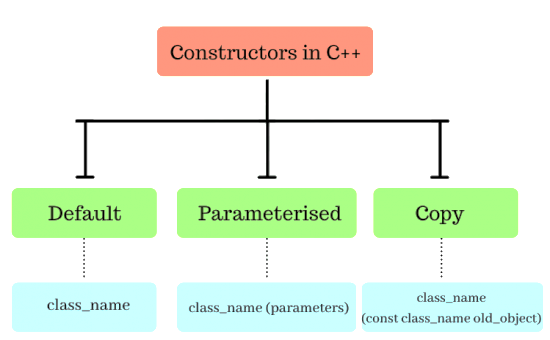 Constructors in C++
Default
Parameterised
Copy
class_name
class_name (parameters)
class_name
(const class_name old_object)